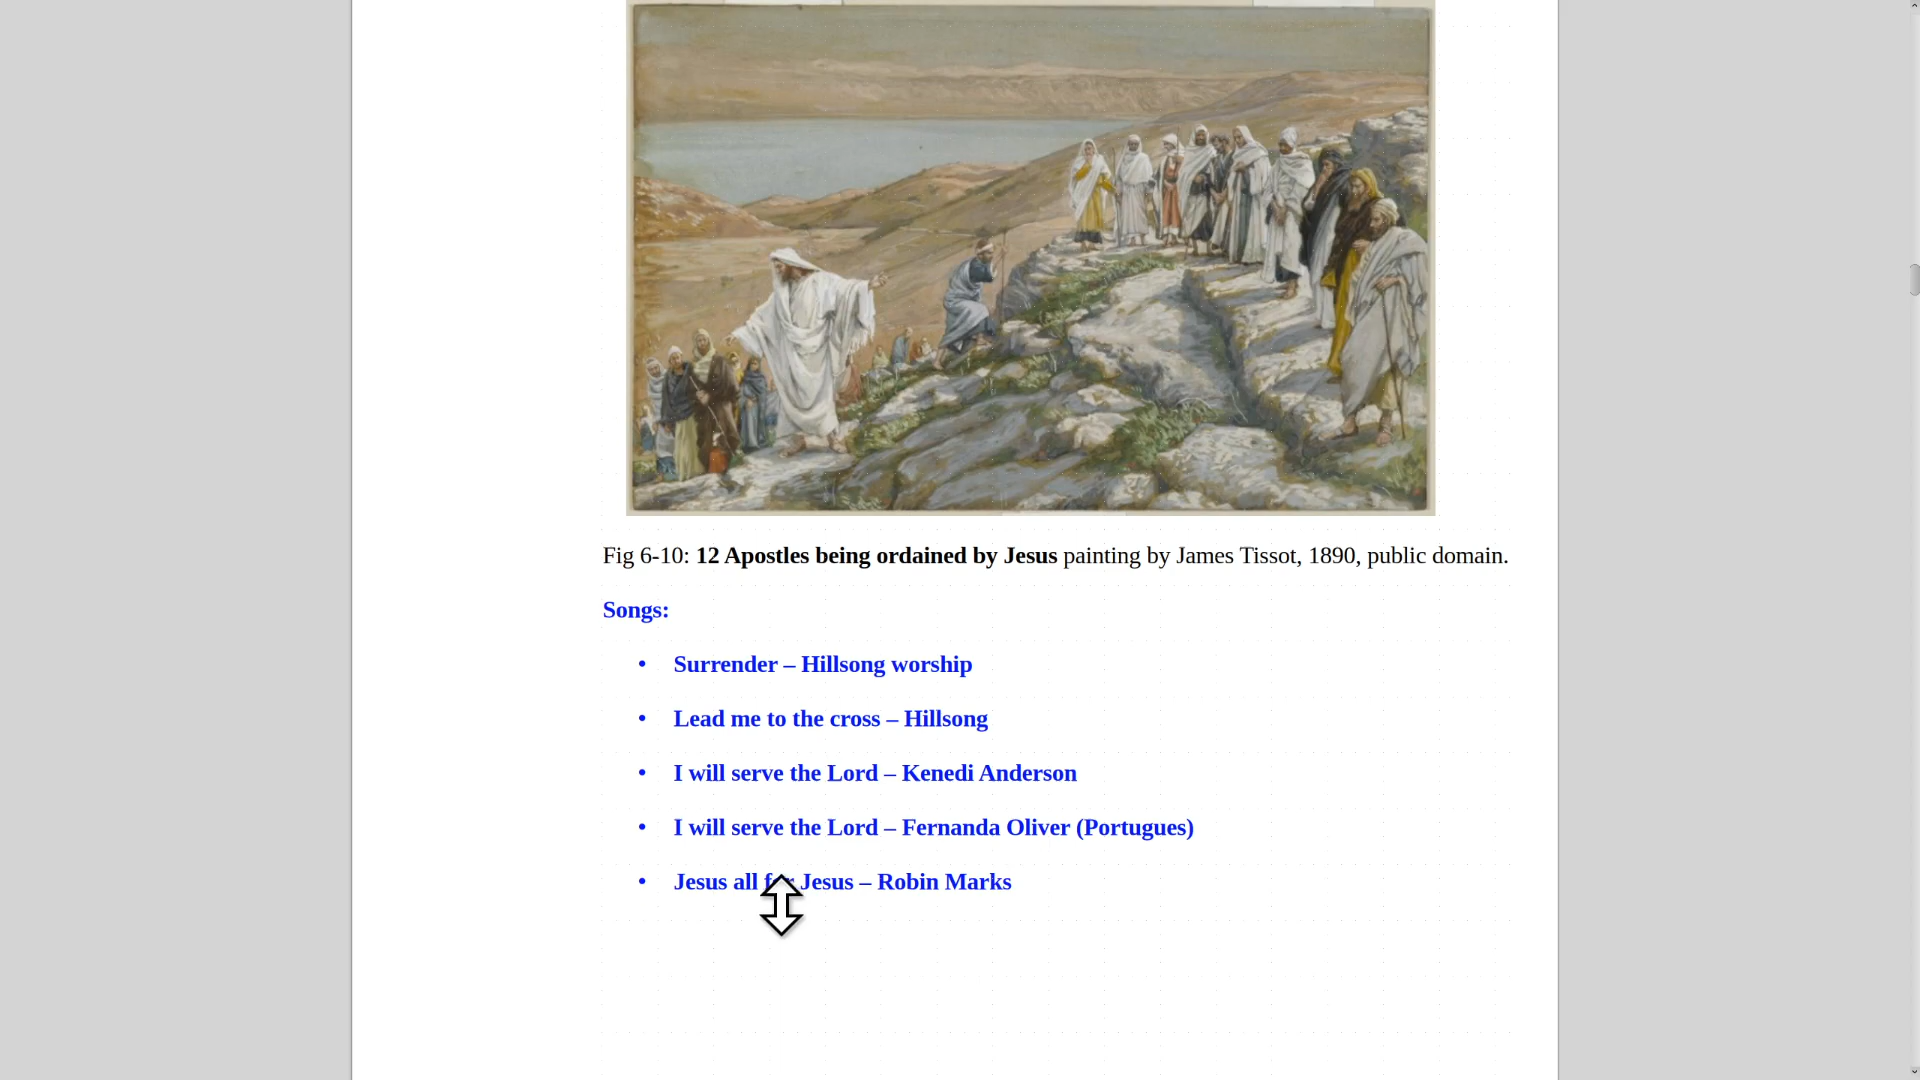 Fig 6-10: 12 Apostles being ordained by Jesus painting by James Tissot, 1890, public domain.
Songs:
• Surrender – Hillsong worship
• Lead me to the cross – Hillsong
• I will serve the Lord – Kenedi Anderson
• I will serve the Lord – Fernanda Oliver (Portugues)
• Jesus all for Jesus – Robin Marks